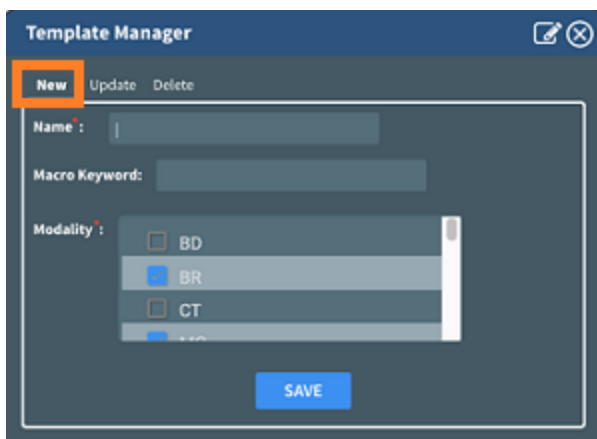 Template Manager
New Update Delete
Name*:
Macro Keyword:
Modality*:
BD
BR
CT
SAVE